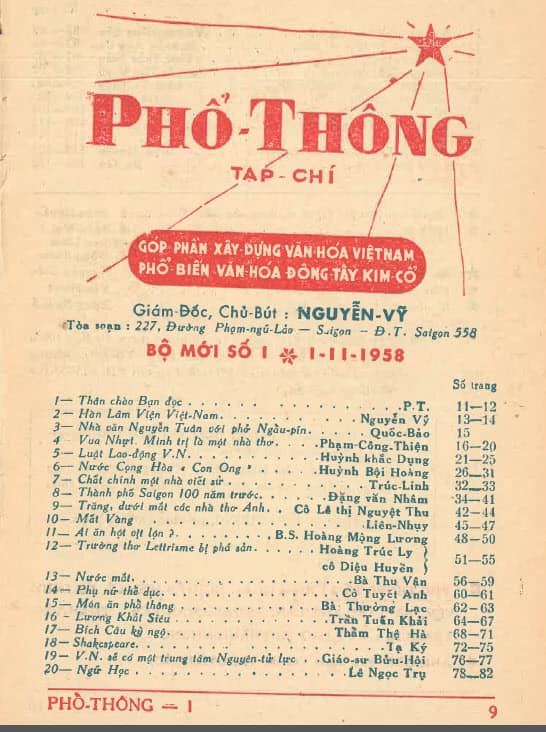 PHỔ-THÔNG
TẠP-CHÍ
GÓP PHẦN XÂY-DỰNG VĂN HÓA VIỆTNAM
PHỔ-BIẾN VĂN-HÓA ĐÔNG TÂY KIM CỔ
Giám-Đốc, Chủ-Bút : NGUYỄN-VỸ
Tòa soạn : 227, Đường Phạm-ngũ-Lão — Saigon — Đ.T. Saigon 558
BỘ MỚI SỐ 1 ✻ 1-11-1958
Số trang
1— Thân chào Bạn đọc . . . . . . . . . . . . . . .P.T. 11—12
2— Hàn Lâm Viện Việt-Nam. . . . . . . . . Nguyễn Vỹ 13—14
3— Nhà văn Nguyễn Tuân với phở Ngầu-pín. . . . . Quốc-Bảo 15
4 — Vua Nhựt. Minh trị là một nhà thơ. . . .Phạm-Công-Thiện 16—20
5— Luật Lao-động V.N. . . . . . . . . Huỳnh khắc Dụng 21—25
6— Nước Cọng Hòa « Con Ong » . . . . . Huỳnh Bội Hoàng 26—31
7— Chất chính một nhà viết sử . . . . . . . . Trúc-Linh 32—33
8— Thành phố Saigon 100 năm trước. . . . . Đặng văn Nhâm 34—41
9— Trăng, dưới mắt các nhà thơ Anh. . Cô Lê thị Nguyệt Thu 42—44
10— Mắt Vàng . . . . . . . . . . . . Liên-Nhụy 45—47
11— Ai ăn hột vịt lộn ?. . . . . . B.S. Hoàng Mộng Lương 48—50
12— Trường thơ Lettrisme bị phá sản. . . . . Hoàng Trúc Ly }
cô Diệu Huyền } 51—55
13— Nước mắt. . . . . . . . . . . . Bà Thu Vân 56—59
14— Phụ nữ thể dục. . . . . . . . . Cô Tuyết Anh 60—61
15— Món ăn phổ thông . . . . . . . Bà Thường Lạc 62—63
16 - Lương Khải Siêu . . . . . . . . Trần Tuấn Khải 64—67
17— Bích Câu kỳ ngộ. . . . . . . . . Thẩm Thệ Hà 68—71
18— Shakespeare. . . . . . . . . . . . Tạ Ký 72—75
19— V.N. sẽ có một trung tâm Nguyên-tử lực Giáo-sư Bửu-Hội 76—77
20— Ngữ Học . . . . . . . . . . . Lê Ngọc Trụ 78—82
PHỔ-THÔNG — 1 9